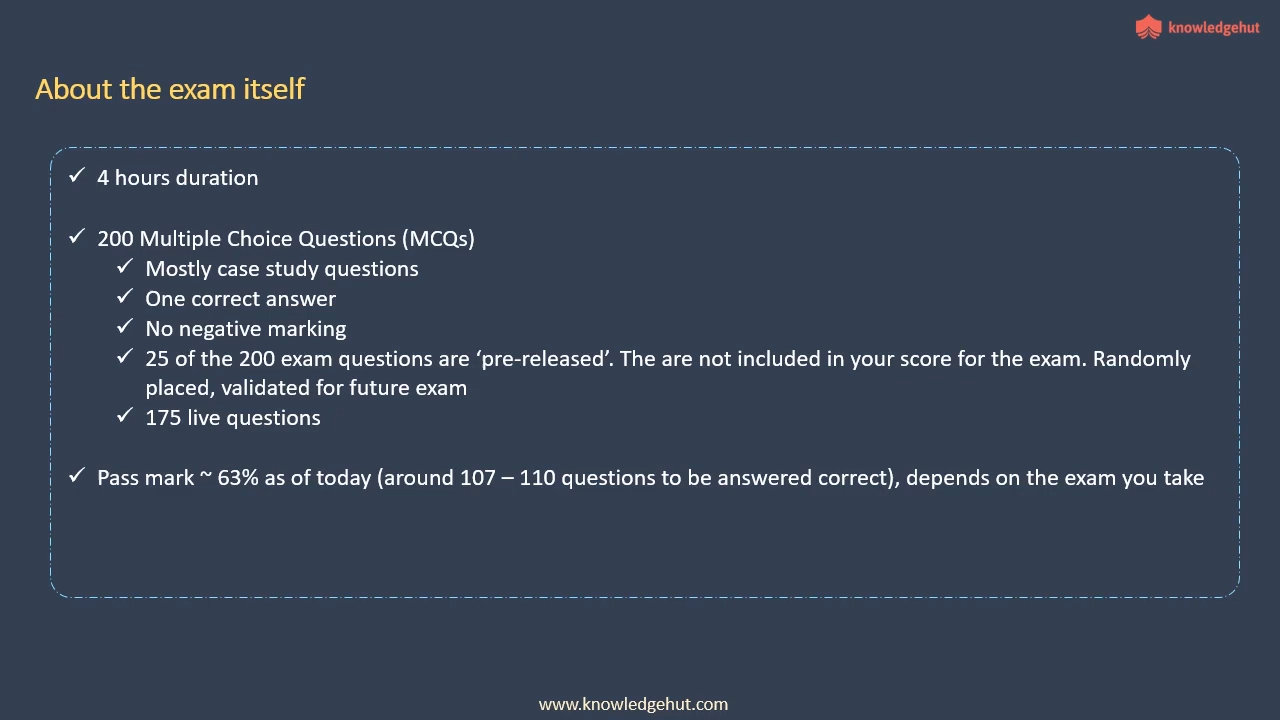 knowledgehut
About the exam itself
✓ 4 hours duration
✓ 200 Multiple Choice Questions (MCQs)
✓ Mostly case study questions
✓ One correct answer
✓ No negative marking
✓ 25 of the 200 exam questions are ‘pre-released’. The are not included in your score for the exam. Randomly
placed, validated for future exam
✓ 175 live questions
✓ Pass mark ~ 63% as of today (around 107 – 110 questions to be answered correct), depends on the exam you take
www.knowledgehut.com